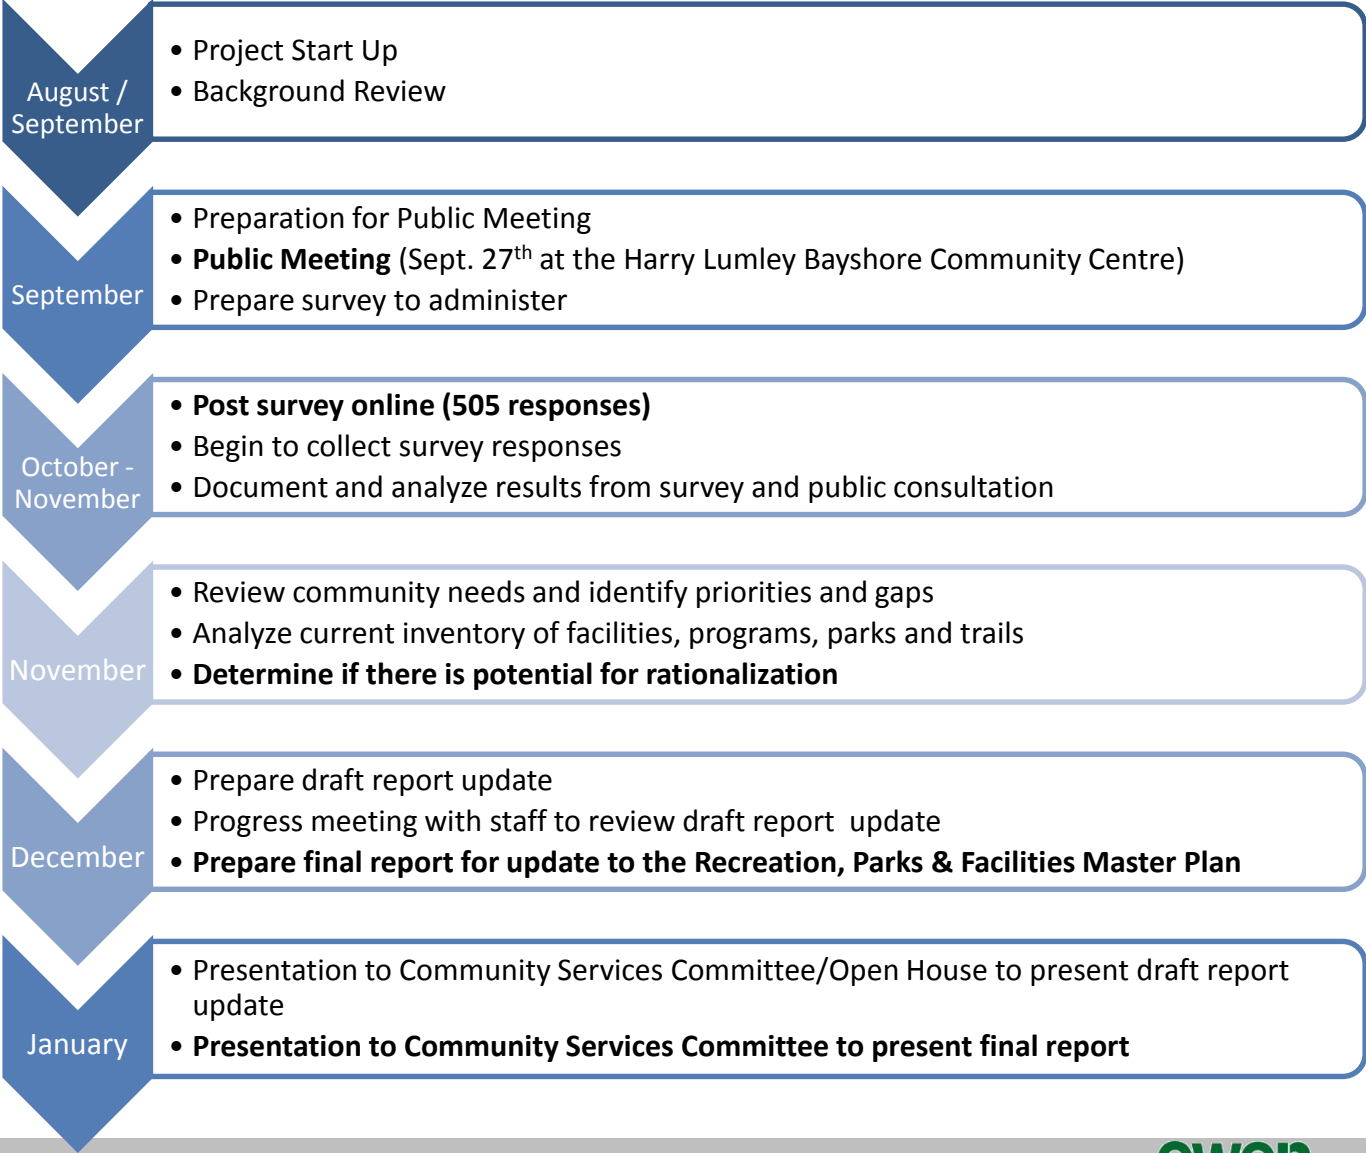 August /
September
• Project Start Up
• Background Review
September
• Preparation for Public Meeting
• Public Meeting (Sept. 27th at the Harry Lumley Bayshore Community Centre)
• Prepare survey to administer
October -
November
• Post survey online (505 responses)
• Begin to collect survey responses
• Document and analyze results from survey and public consultation
November
• Review community needs and identify priorities and gaps
• Analyze current inventory of facilities, programs, parks and trails
• Determine if there is potential for rationalization
December
• Prepare draft report update
• Progress meeting with staff to review draft report  update
• Prepare final report for update to the Recreation, Parks & Facilities Master Plan
January
• Presentation to Community Services Committee/Open House to present draft report
update
• Presentation to Community Services Committee to present final report
owen